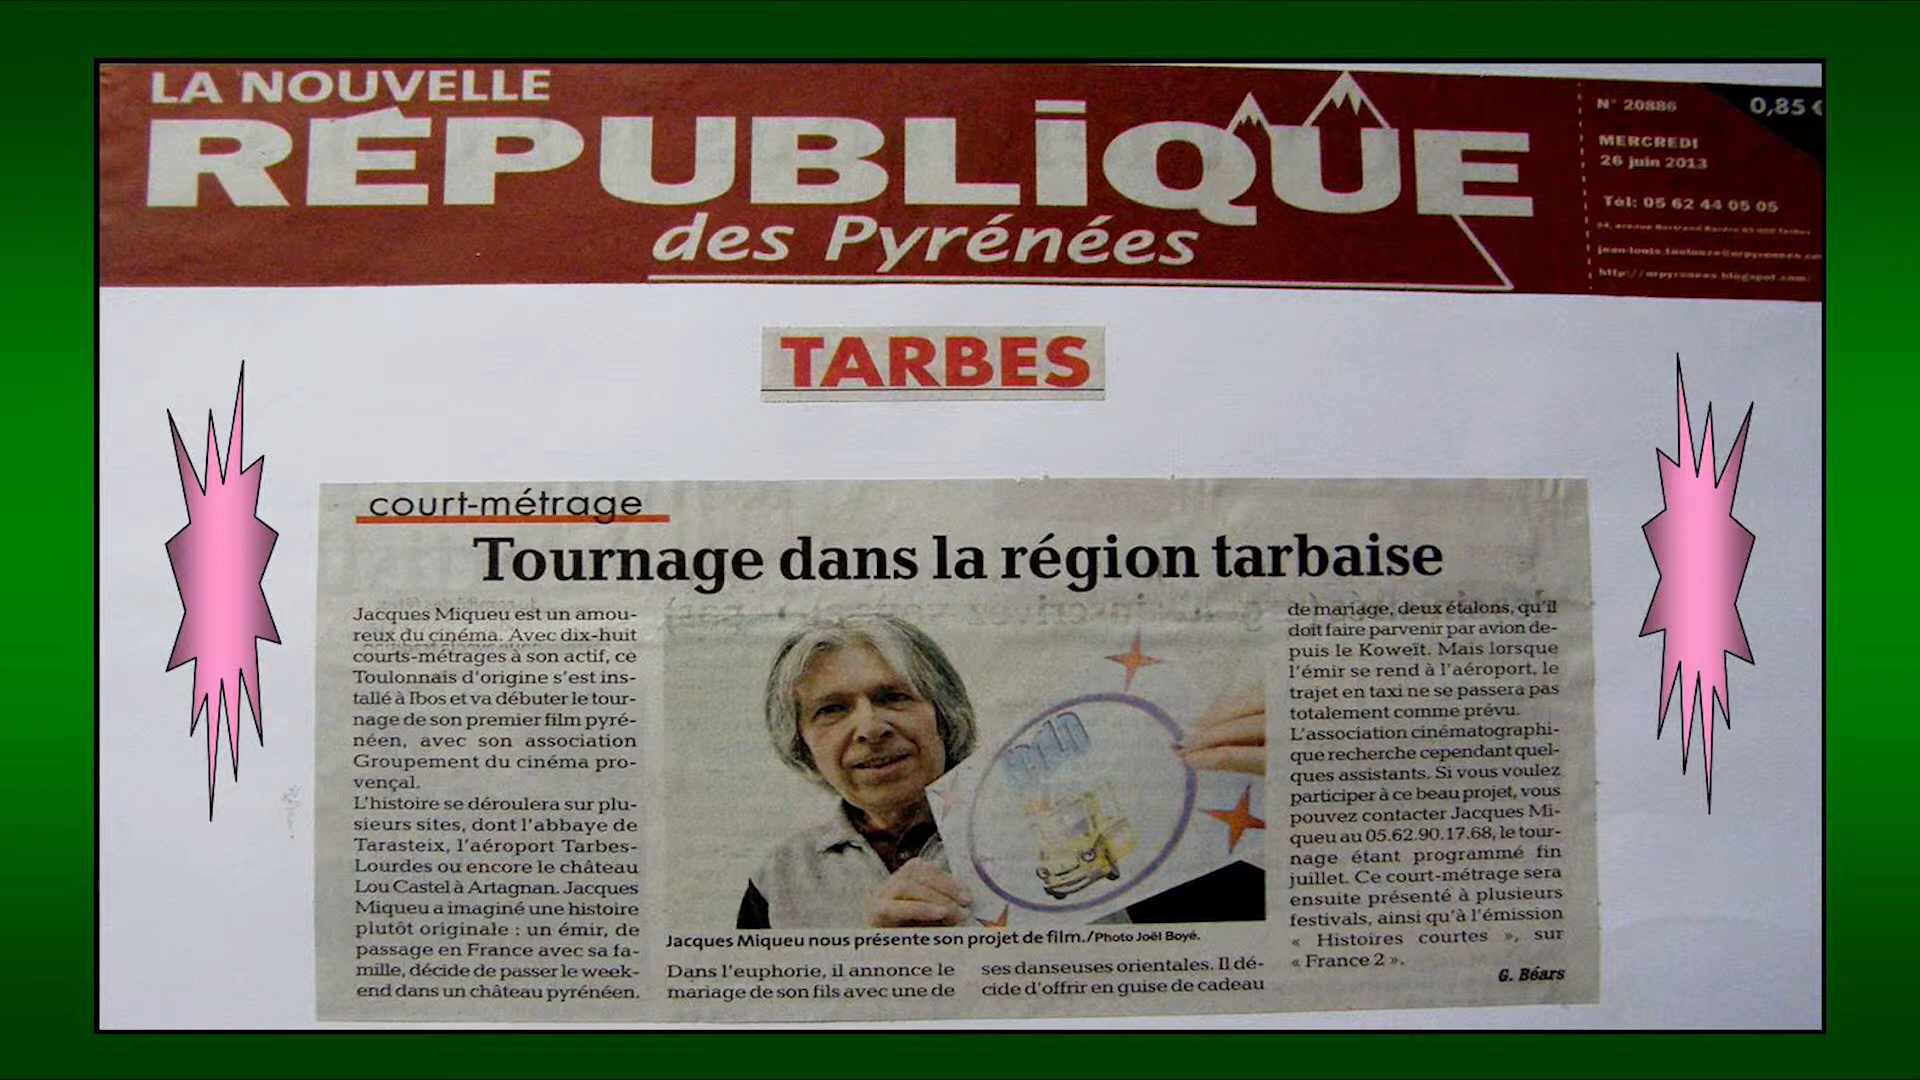 LA NOUVELLE
RÉPUBLIQUE
des Pyrénées
N° 20886
0,85 €
MERCREDI
26 juin 2013
Tél: 05 62 44 05 05
TARBES
court-métrage
Tournage dans la région tarbaise
Jacques Miqueu est un amou-
reux du cinéma. Avec dix-huit
courts-métrages à son actif, ce
Toulonnais d'origine s'est ins-
tallé à Ibos et va débuter le tour-
nage de son premier film pyré-
néen, avec son association
Groupement du cinéma pro-
vençal.
L'histoire se déroulera sur plu-
sieurs sites, dont l'abbaye de
Tarasteix, l'aéroport Tarbes-
Lourdes ou encore le château
Lou Castel à Artagnan. Jacques
Miqueu a imaginé une histoire
plutôt originale : un émir, de
passage en France avec sa fa-
mille, décide de passer le week-
end dans un château pyrénéen.
Jacques Miqueu nous présente son projet de film./Photo Joël Boyé.
Dans l'euphorie, il annonce le
mariage de son fils avec une de
ses danseuses orientales. Il dé-
cide d'offrir en guise de cadeau
de mariage, deux étalons, qu'il
doit faire parvenir par avion de-
puis le Koweït. Mais lorsque
l'émir se rend à l'aéroport, le
trajet en taxi ne se passera pas
totalement comme prévu.
L'association cinématographi-
que recherche cependant quel-
ques assistants. Si vous voulez
participer à ce beau projet, vous
pouvez contacter Jacques Mi-
queu au 05.62.90.17.68, le tour-
nage étant programmé fin
juillet. Ce court-métrage sera
ensuite présenté à plusieurs
festivals, ainsi qu'à l'émission
« Histoires courtes », sur
« France 2 ».
G. Béars